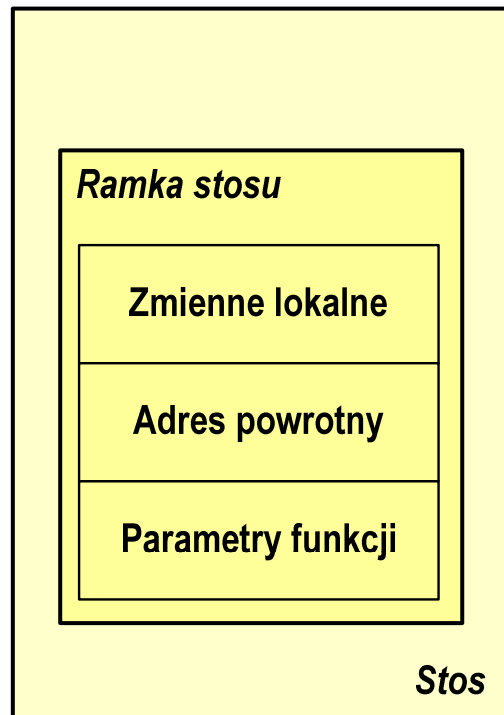 Ramka stosu
Zmienne lokalne
Adres powrotny
Parametry funkcji
Stos